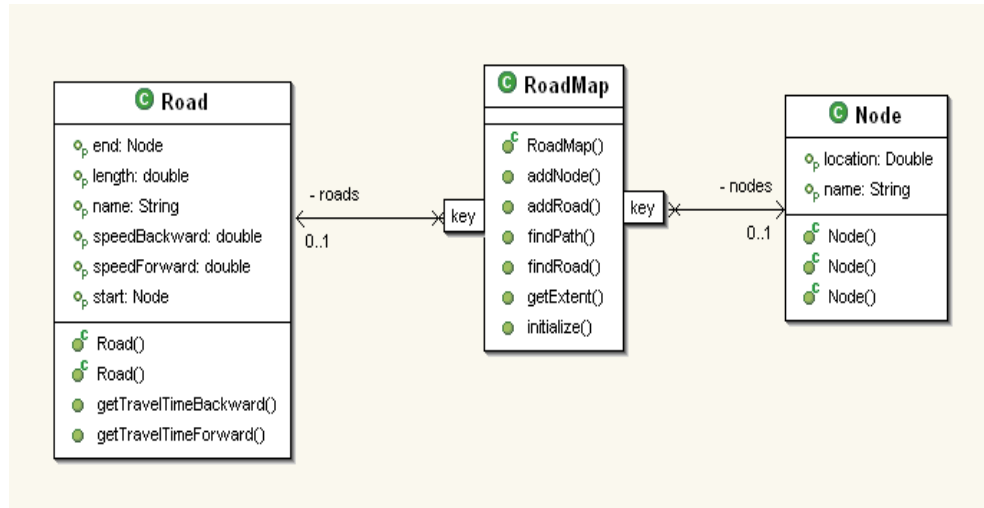 Road
end: Node
length: double
name: String
speedBackward: double
speedForward: double
start: Node
Road()
Road()
getTravelTimeBackward()
getTravelTimeForward()
- roads
0..1
key
RoadMap
RoadMap()
addNode()
addRoad()
findPath()
findRoad()
getExtent()
initialize()
key
- nodes
0..1
Node
location: Double
name: String
Node()
Node()
Node()